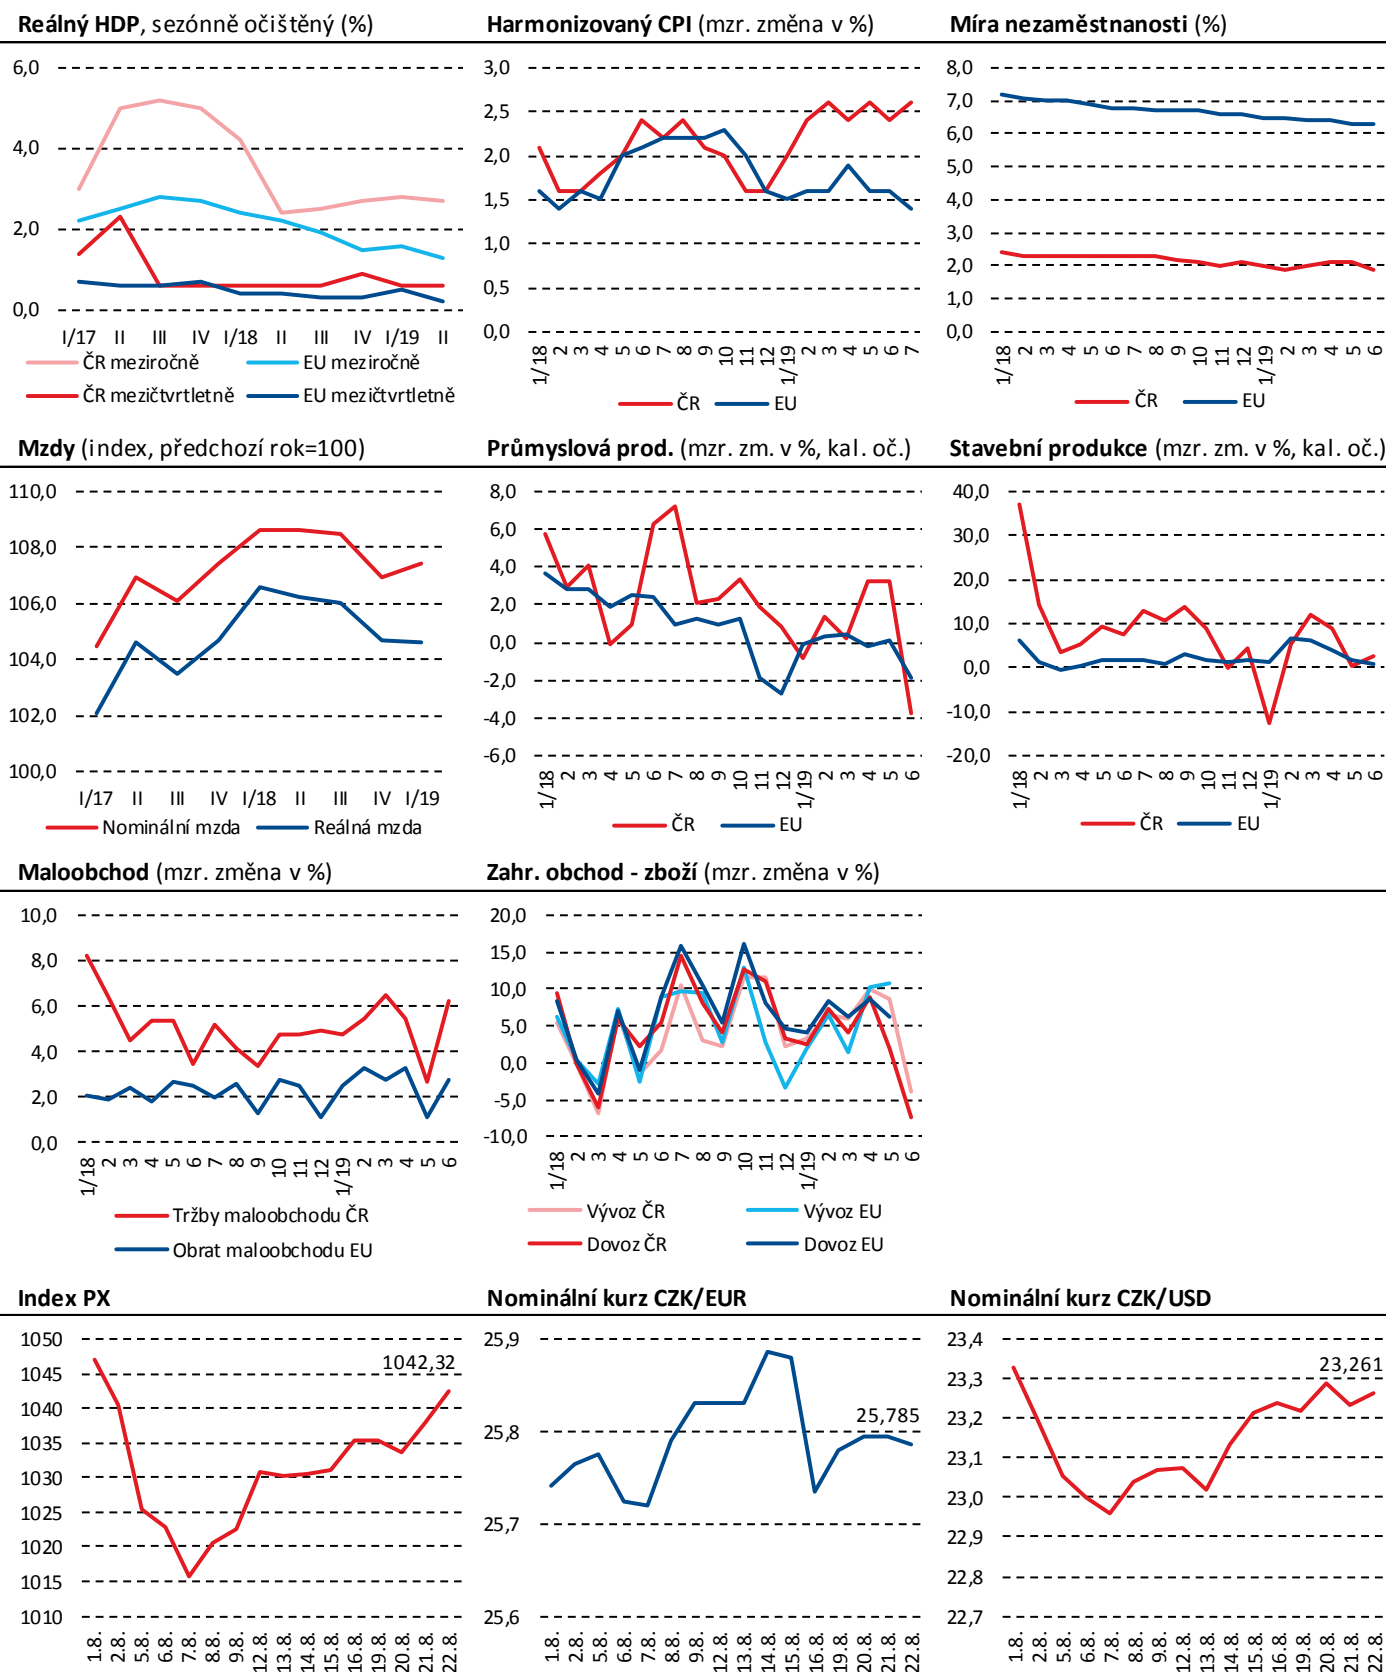 Reálný HDP, sezónně očištěný (%)
6,0
4,0
2,0
0,0
I/17 II III IV I/18 II III IV I/19 II
ČR meziročně EU meziročně
ČR mezičtvrtletně EU mezičtvrtletně
Harmonizovaný CPI (mzr. změna v %)
3,0
2,5
2,0
1,5
1,0
0,5
0,0
1/18 2 3 4 5 6 7 8 9 10 11 12 1/19 2 3 4 5 6 7
ČR EU
Míra nezaměstnanosti (%)
8,0
7,0
6,0
5,0
4,0
3,0
2,0
1,0
0,0
1/18 2 3 4 5 6 7 8 9 10 11 12 1/19 2 3 4 5 6
ČR EU
Mzdy (index, předchozí rok=100)
110,0
108,0
106,0
104,0
102,0
100,0
I/17 II III IV I/18 II III IV I/19
Nominální mzda Reálná mzda
Průmyslová prod. (mzr. zm. v %, kal. oč.)
8,0
6,0
4,0
2,0
0,0
-2,0
-4,0
-6,0
1/18 2 3 4 5 6 7 8 9 10 11 12 1/19 2 3 4 5 6
ČR EU
Stavební produkce (mzr. zm. v %, kal. oč.)
40,0
30,0
20,0
10,0
0,0
-10,0
-20,0
1/18 2 3 4 5 6 7 8 9 10 11 12 1/19 2 3 4 5 6
ČR EU
Maloobchod (mzr. změna v %)
10,0
8,0
6,0
4,0
2,0
0,0
1/18 2 3 4 5 6 7 8 9 10 11 12 1/19 2 3 4 5 6
Tržby maloobchodu ČR
Obrat maloobchodu EU
Zahr. obchod - zboží (mzr. změna v %)
20,0
15,0
10,0
5,0
0,0
-5,0
-10,0
1/18 2 3 4 5 6 7 8 9 10 11 12 1/19 2 3 4 5 6
Vývoz ČR Vývoz EU
Dovoz ČR Dovoz EU
Index PX
1050
1045
1040
1035
1030
1025
1020
1015
1010
1042,32
1.8. 2.8. 5.8. 6.8. 7.8. 8.8. 9.8. 12.8. 13.8. 14.8. 15.8. 16.8. 19.8. 20.8. 21.8. 22.8.
Nominální kurz CZK/EUR
25,9
25,8
25,7
25,6
25,785
1.8. 2.8. 5.8. 6.8. 7.8. 8.8. 9.8. 12.8. 13.8. 14.8. 15.8. 16.8. 19.8. 20.8. 21.8. 22.8.
Nominální kurz CZK/USD
23,4
23,3
23,2
23,1
23,0
22,9
22,8
22,7
23,261
1.8. 2.8. 5.8. 6.8. 7.8. 8.8. 9.8. 12.8. 13.8. 14.8. 15.8. 16.8. 19.8. 20.8. 21.8. 22.8.